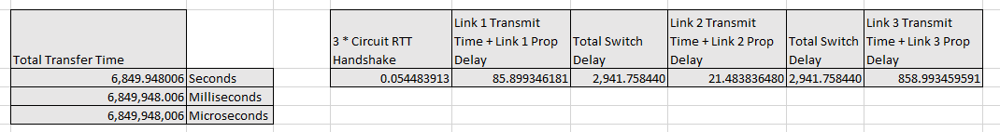 Total Transfer Time
6,849.948006 Seconds
6,849,948.006 Milliseconds
6,849,948,006 Microseconds
3 * Circuit RTT
Handshake
Link 1 Transmit
Time + Link 1 Prop
Delay
Total Switch
Delay
Link 2 Transmit
Time + Link 2 Prop
Delay
Total Switch
Delay
Link 3 Transmit
Time + Link 3 Prop
Delay
0.054483913 85.899346181 2,941.758440 21.483836480 2,941.758440 858.993459591